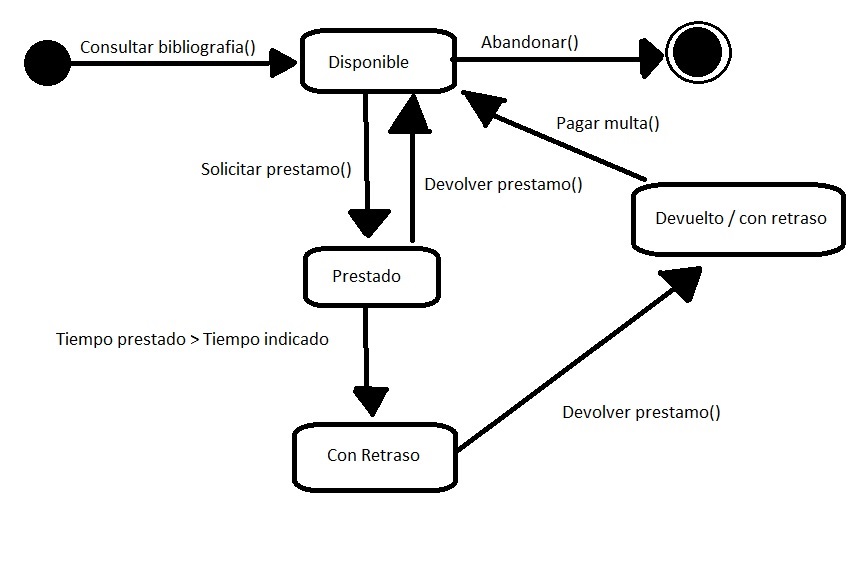 Consultar bibliografia()
Disponible
Abandonar()
Pagar multa()
Solicitar prestamo()
Devolver prestamo()
Devuelto / con retraso
Prestado
Tiempo prestado > Tiempo indicado
Devolver prestamo()
Con Retraso